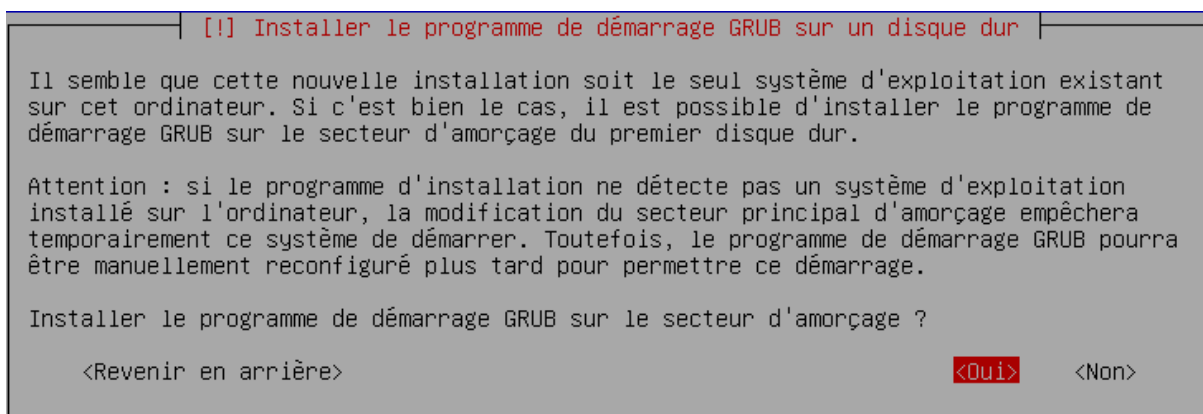 [!] Installer le programme de démarrage GRUB sur un disque dur
Il semble que cette nouvelle installation soit le seul système d'exploitation existant
sur cet ordinateur. Si c'est bien le cas, il est possible d'installer le programme de
démarrage GRUB sur le secteur d'amorçage du premier disque dur.
Attention : si le programme d'installation ne détecte pas un système d'exploitation
installé sur l'ordinateur, la modification du secteur principal d'amorçage empêchera
temporairement ce système de démarrer. Toutefois, le programme de démarrage GRUB pourra
être manuellement reconfiguré plus tard pour permettre ce démarrage.
Installer le programme de démarrage GRUB sur le secteur d'amorçage ?
<Revenir en arrière> <Oui> <Non>